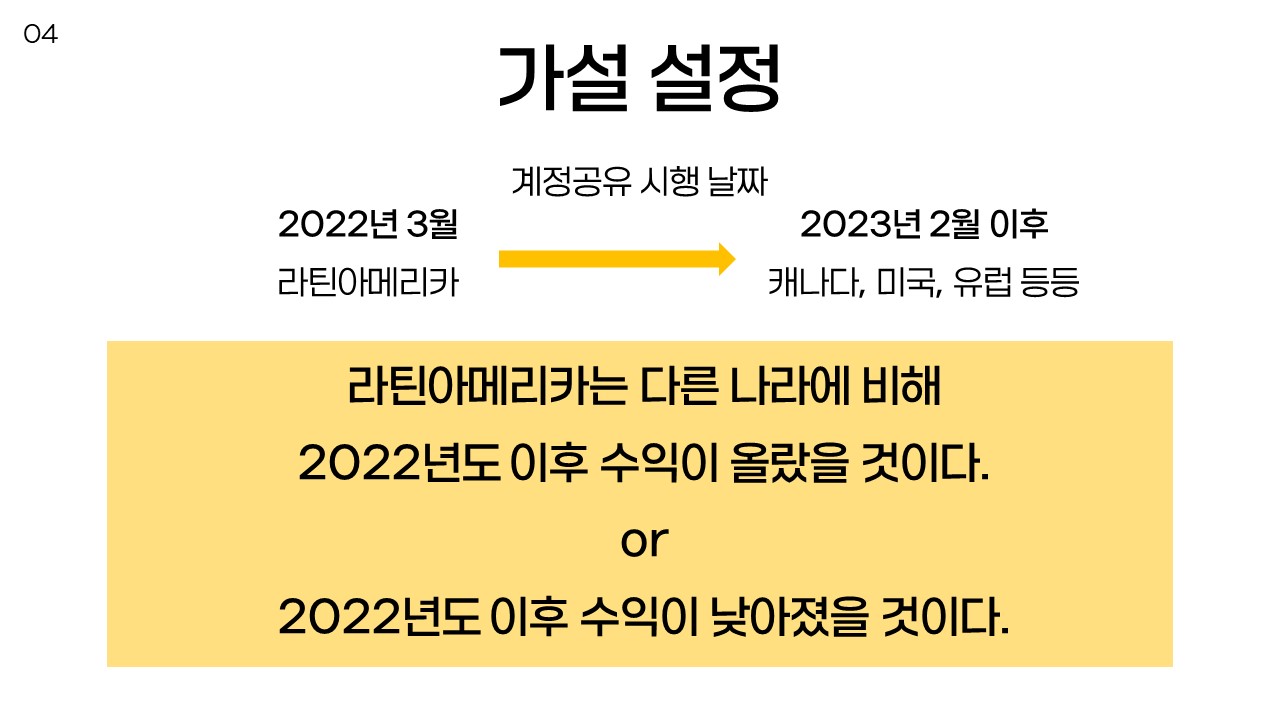 04
가설 설정
계정공유 시행 날짜
2022년 3월
라틴아메리카
2023년 2월 이후
캐나다, 미국, 유럽 등등
라틴아메리카는 다른 나라에 비해
2022년도 이후 수익이 올랐을 것이다.
or
2022년도 이후 수익이 낮아졌을 것이다.